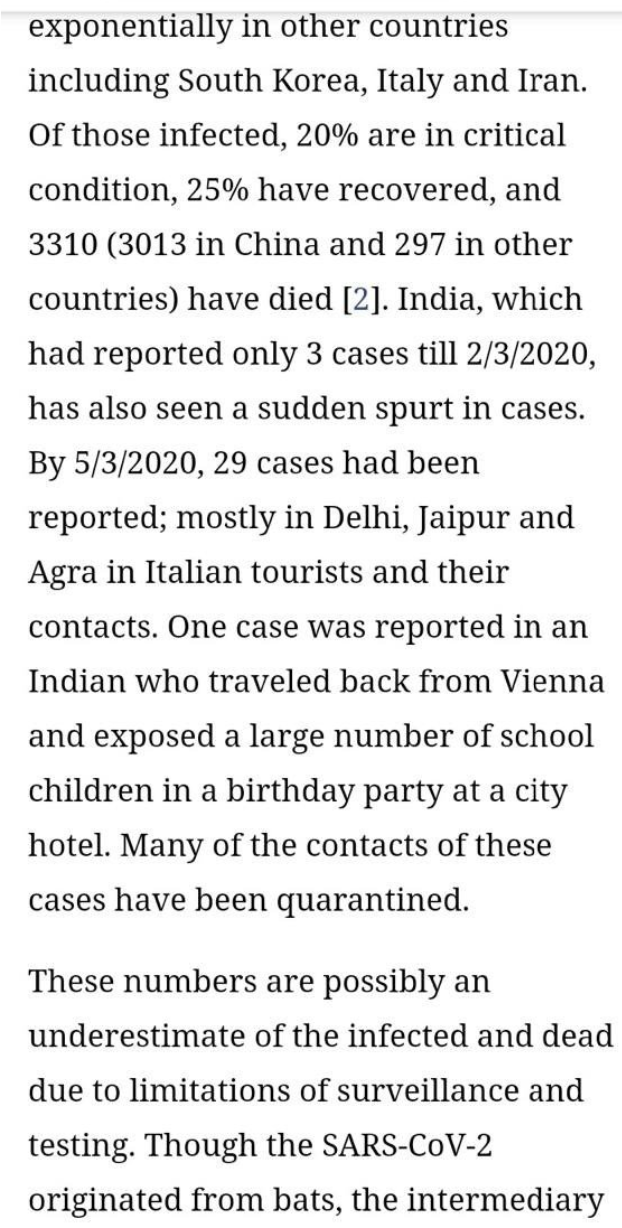 exponentially in other countries
including South Korea, Italy and Iran.
Of those infected, 20% are in critical
condition, 25% have recovered, and
3310 (3013 in China and 297 in other
countries) have died [2]. India, which
had reported only 3 cases till 2/3/2020,
has also seen a sudden spurt in cases.
By 5/3/2020, 29 cases had been
reported; mostly in Delhi, Jaipur and
Agra in Italian tourists and their
contacts. One case was reported in an
Indian who traveled back from Vienna
and exposed a large number of school
children in a birthday party at a city
hotel. Many of the contacts of these
cases have been quarantined.
These numbers are possibly an
underestimate of the infected and dead
due to limitations of surveillance and
testing. Though the SARS-CoV-2
originated from bats, the intermediary